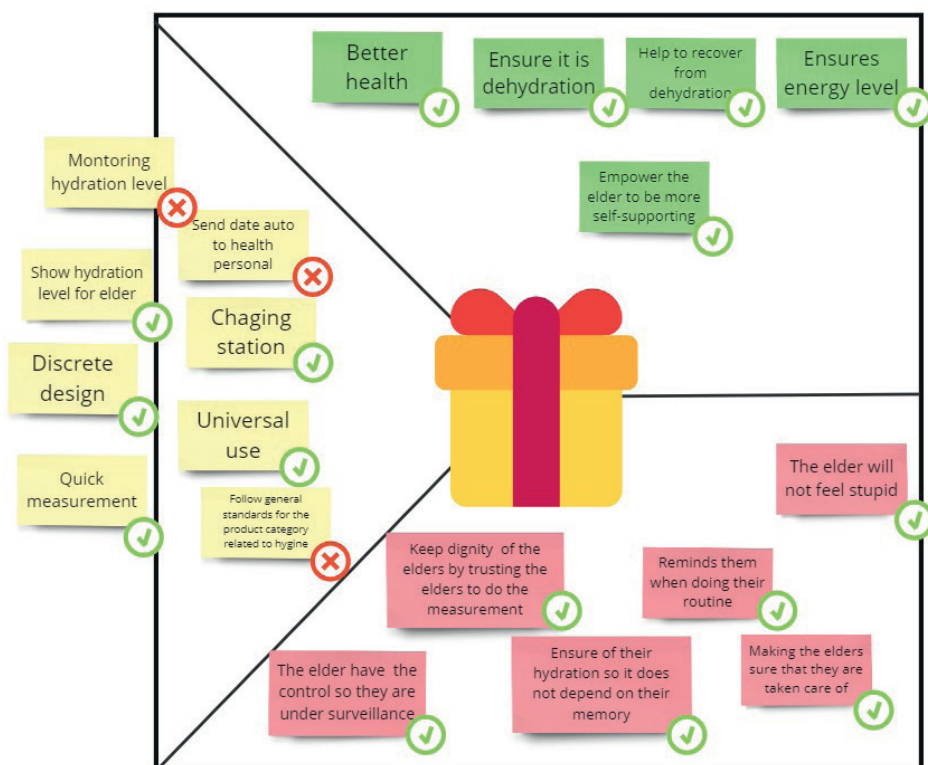 Better
health
Ensure it is
dehydration
Help to recover
from
dehydration
Ensures
energy level
Empower the
elder to be more
self-supporting
Montoring
hydration level
Send date auto
to health
personal
Show hydration
level for elder
Chaging
station
Discrete
design
Universal
use
Quick
measurement
Follow general
standards for the
product category
related to hygine
The elder will
not feel stupid
Keep dignity of the
elders by trusting the
elders to do the
measurement
Reminds them
when doing their
routine
The elder have the
control so they are
under surveillance
Ensure of their
hydration so it does
not depend on their
memory
Making the elders
sure that they are
taken care of